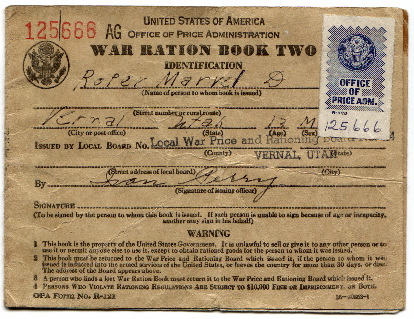 125666 AG
UNITED STATES OF AMERICA
OFFICE OF PRICE ADMINISTRATION
WAR RATION BOOK TWO
IDENTIFICATION
OFFICE
OF
PRICE ADM.
125666
Roper Marvel D
(Name of person to whom book is issued)
(Street number or rural route)
Vernal Utah 13 M
(City or post office) (State) (Age) (Sex)
ISSUED BY LOCAL BOARD NO. Local War Price and Rationing Board
(County) (State)
VERNAL, UTAH
(Street address of local board) (City)
By
(Signature of issuing officer)
SIGNATURE
(To be signed by the person to whom this book is issued. If such person is unable to sign because of age or incapacity,
another may sign in his behalf)
WARNING
1 This book is the property of the United States Government. It is unlawful to sell or give it to any other person or to
use it or permit anyone else to use it, except to obtain rationed goods for the person to whom it was issued.
2 This book must be returned to the War Price and Rationing Board which issued it, if the person to whom it was
issued is inducted into the armed services of the United States, or leaves the country for more than 30 days, or dies.
The address of the Board appears above.
3 A person who finds a lost War Ration Book must return it to the War Price and Rationing Board which issued it.
4 PERSONS WHO VIOLATE RATIONING REGULATIONS ARE SUBJECT TO $10,000 FINE OR IMPRISONMENT, OR BOTH.
OPA Form No. R-121